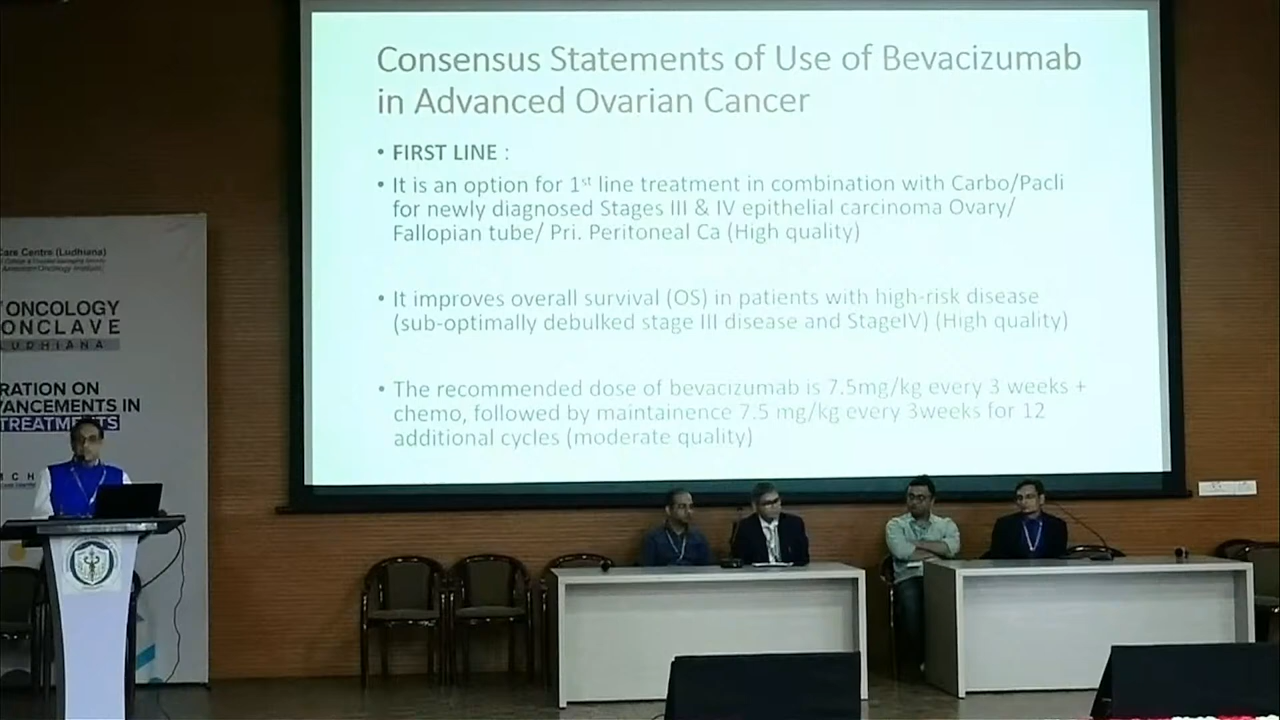 Consensus Statements of Use of Bevacizumab
in Advanced Ovarian Cancer
• FIRST LINE :
• It is an option for 1st line treatment in combination with Carbo/Pacli
for newly diagnosed Stages III & IV epithelial carcinoma Ovary/
Fallopian tube/ Pri. Peritoneal Ca (High quality)
• It improves overall survival (OS) in patients with high-risk disease
(sub-optimally debulked stage III disease and StageIV) (High quality)
• The recommended dose of bevacizumab is 7.5mg/kg every 3 weeks +
chemo, followed by maintainence 7.5 mg/kg every 3weeks for 12
additional cycles (moderate quality)
Care Centre (Ludhiana)
American Oncology Institute)
ONCOLOGY
ONCLAVE
LUDHIANA
RATION ON
VANCEMENTS IN
TREATMENTS
M C H